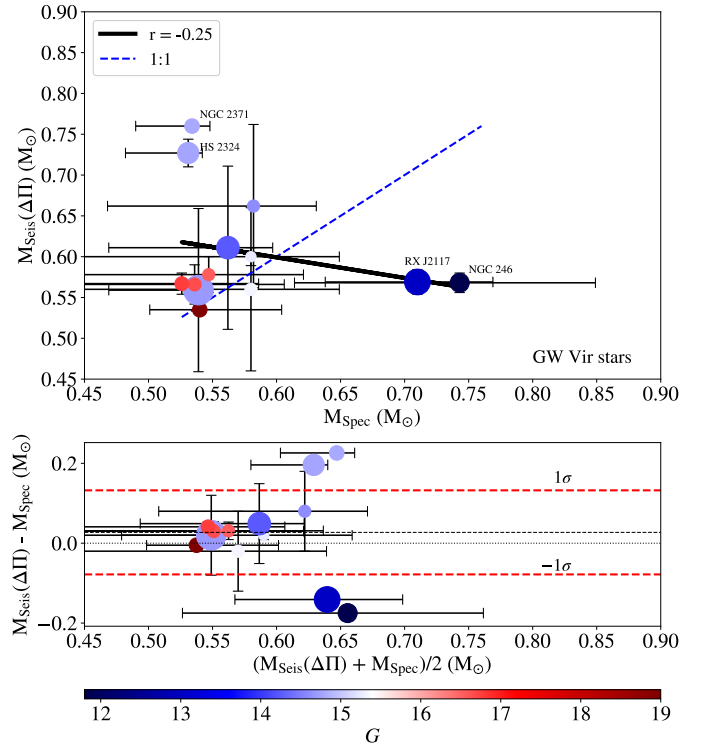 r = -0.25
1:1
NGC 2371
HS 2324
RX J2117
NGC 246
GW Vir stars
M_Seis(ΔΠ) (M_⊙)
0.90
0.85
0.80
0.75
0.70
0.65
0.60
0.55
0.50
0.45
0.45 0.50 0.55 0.60 0.65 0.70 0.75 0.80 0.85 0.90
M_Spec (M_⊙)
M_Seis(ΔΠ) - M_Spec (M_⊙)
0.2
0.0
−0.2
1σ
−1σ
0.45 0.50 0.55 0.60 0.65 0.70 0.75 0.80 0.85 0.90
(M_Seis(ΔΠ) + M_Spec)/2 (M_⊙)
12 13 14 15 16 17 18 19
G